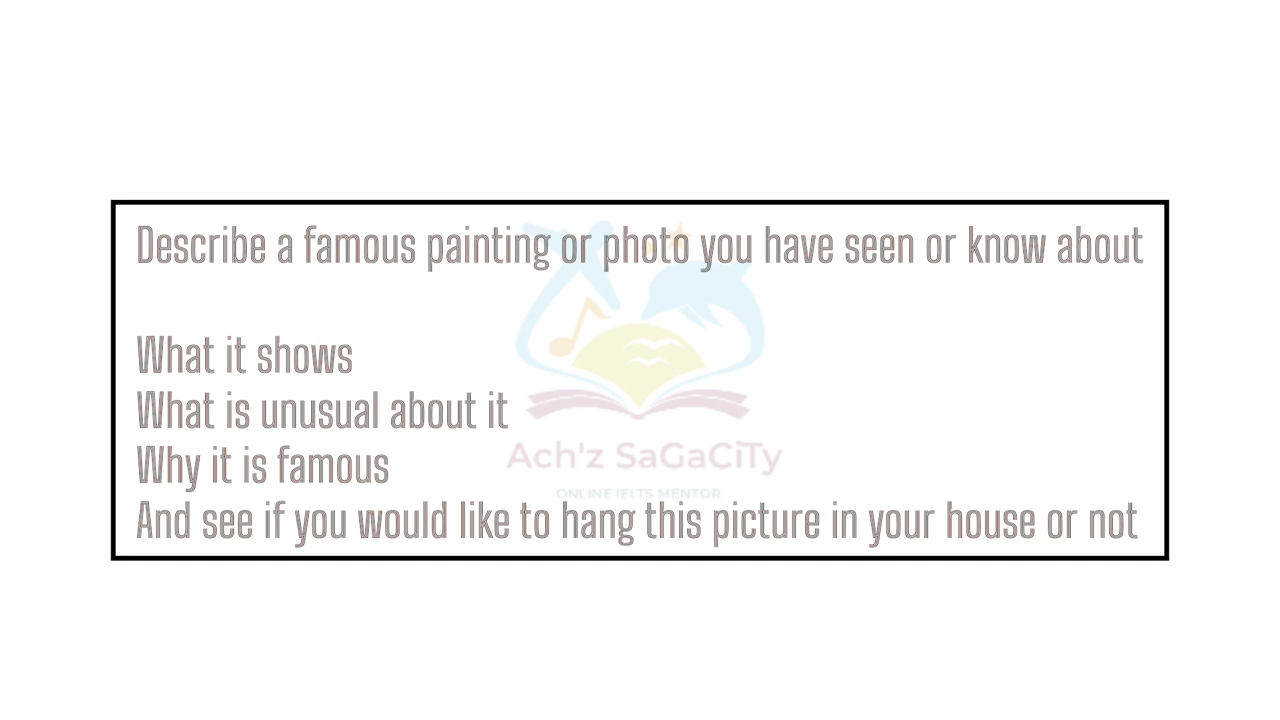 Describe a famous painting or photo you have seen or know about
What it shows
What is unusual about it
Why it is famous
And see if you would like to hang this picture in your house or not
Ach'z SaGaCiTy
ONLINE IELTS MENTOR